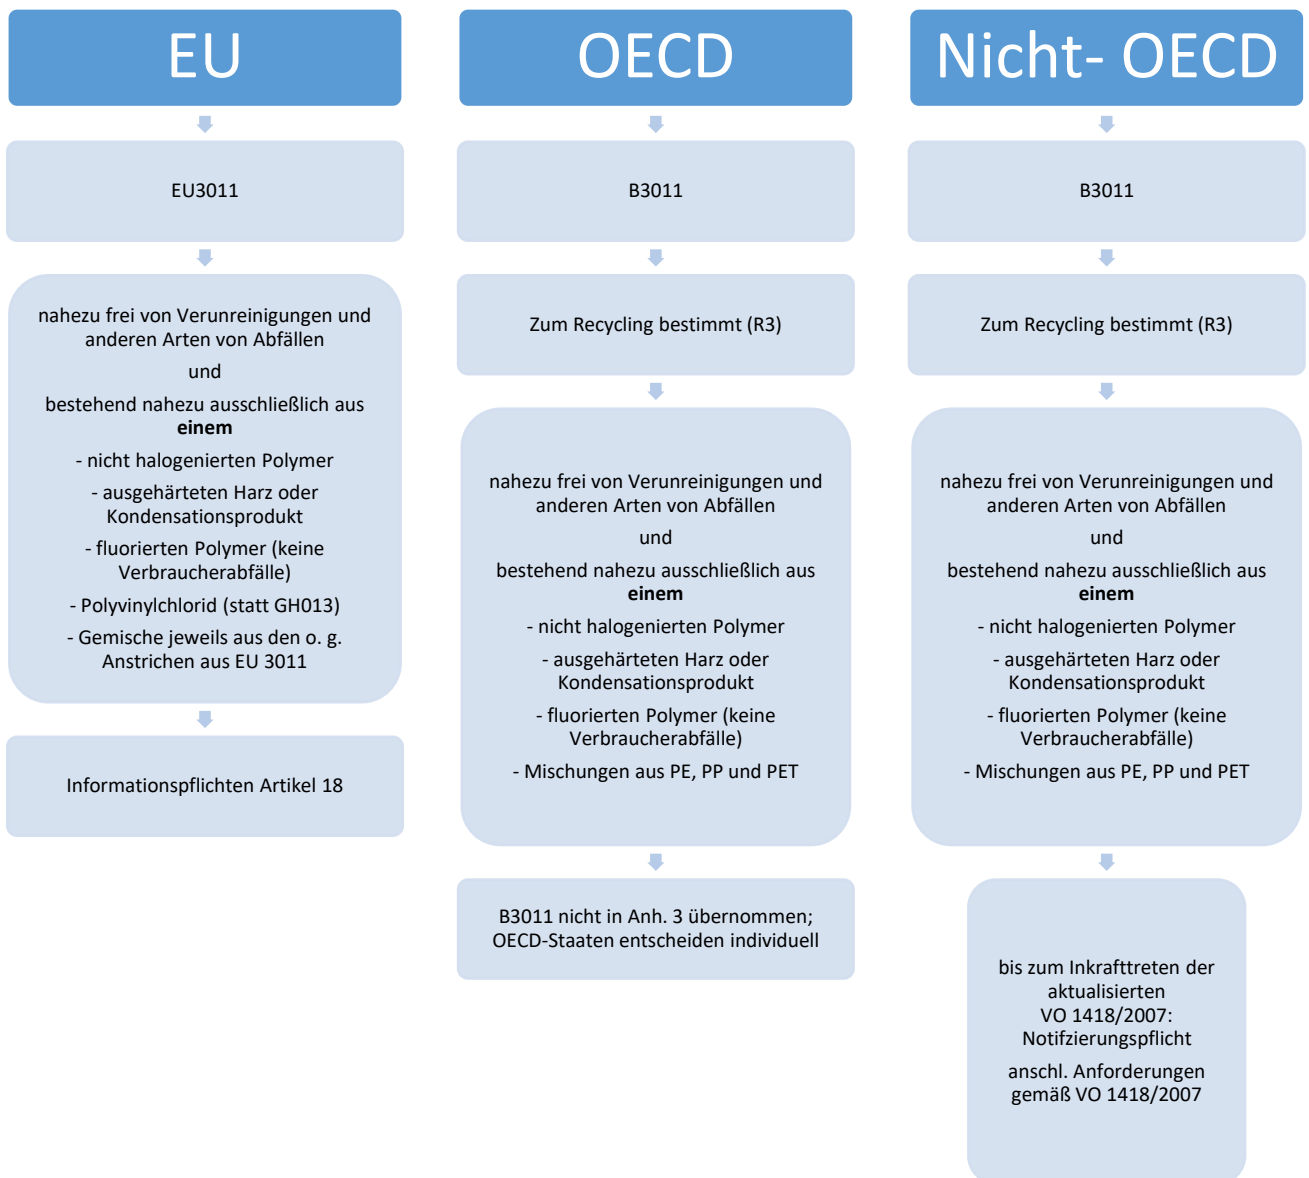 EU
EU3011
nahezu frei von Verunreinigungen und
anderen Arten von Abfällen
und
bestehend nahezu ausschließlich aus
einem
- nicht halogenierten Polymer
- ausgehärteten Harz oder
Kondensationsprodukt
- fluorierten Polymer (keine
Verbraucherabfälle)
- Polyvinylchlorid (statt GH013)
- Gemische jeweils aus den o. g.
Anstrichen aus EU 3011
Informationspflichten Artikel 18
OECD
B3011
Zum Recycling bestimmt (R3)
nahezu frei von Verunreinigungen und
anderen Arten von Abfällen
und
bestehend nahezu ausschließlich aus
einem
- nicht halogenierten Polymer
- ausgehärteten Harz oder
Kondensationsprodukt
- fluorierten Polymer (keine
Verbraucherabfälle)
- Mischungen aus PE, PP und PET
B3011 nicht in Anh. 3 übernommen;
OECD-Staaten entscheiden individuell
Nicht- OECD
B3011
Zum Recycling bestimmt (R3)
nahezu frei von Verunreinigungen und
anderen Arten von Abfällen
und
bestehend nahezu ausschließlich aus
einem
- nicht halogenierten Polymer
- ausgehärteten Harz oder
Kondensationsprodukt
- fluorierten Polymer (keine
Verbraucherabfälle)
- Mischungen aus PE, PP und PET
bis zum Inkrafttreten der
aktualisierten
VO 1418/2007:
Notifzierungspflicht
anschl. Anforderungen
gemäß VO 1418/2007